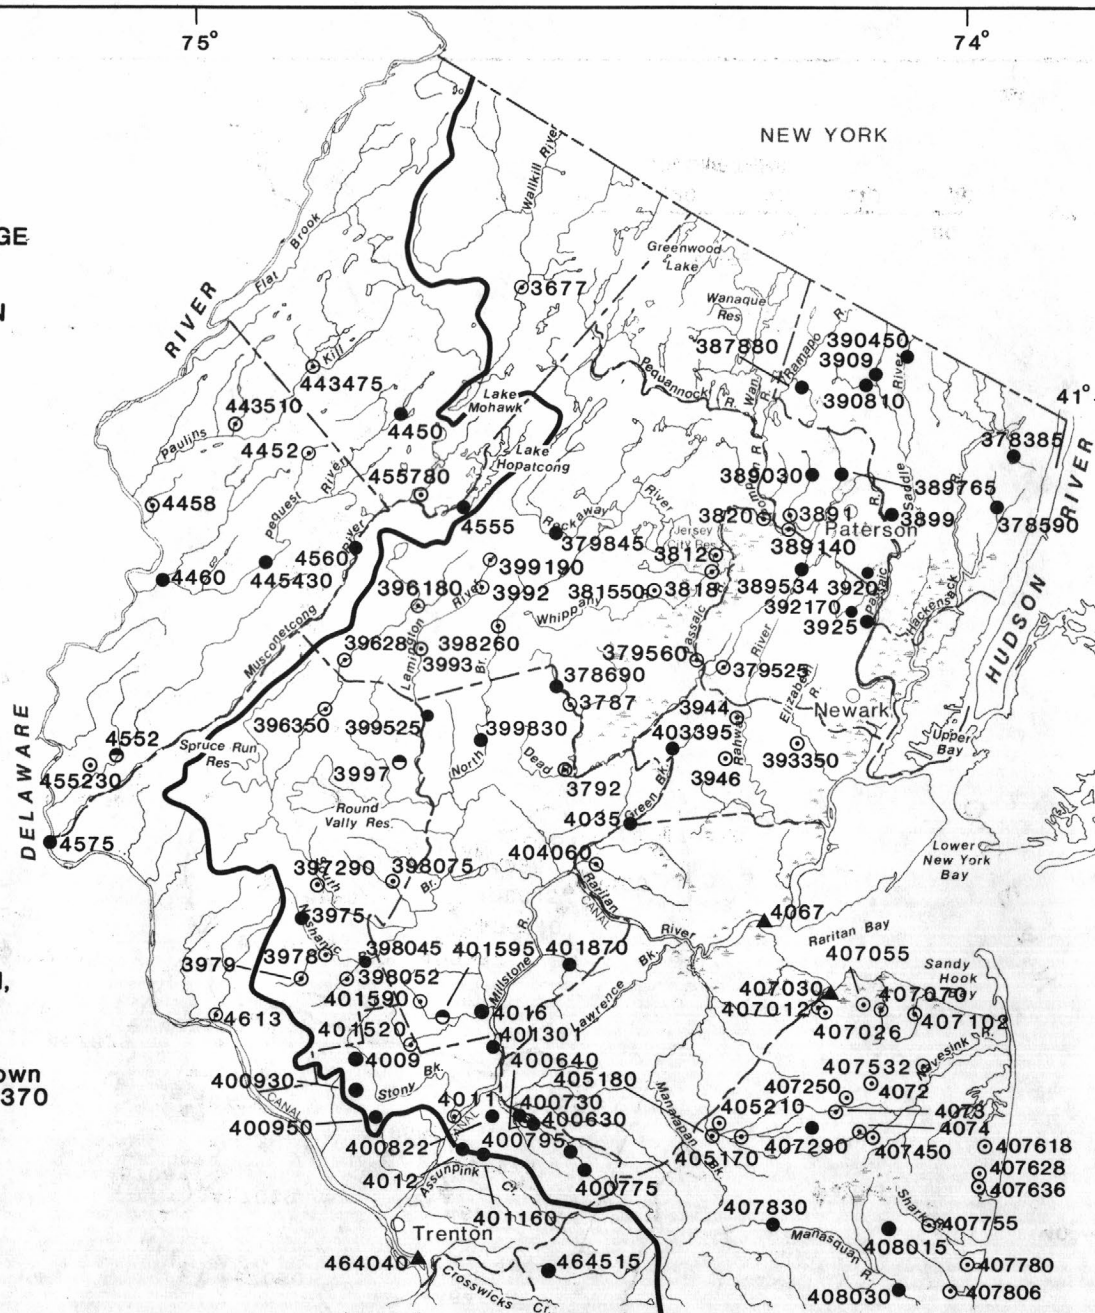 75°
74°
NEW YORK
GE
N
Wallkill River
Flat Brook
RIVER
Greenwood
Lake
3677
Wanaque
Res
Ramapo R.
390450
387880
3909
River
Kill
443475
Pequannock R.
Wan. R.
390810
41°
Lake
Mohawk
443510
Paulins
4450
378385
4452
Lake
Hopatcong
RIVER
455780
River
Pequest
389030
389765
Saddle
R.
4458
4555
Rockaway
River
3820
3891
3899
378590
Paterson
Jersey
City Res
379845
389140
4560
River
3812
399190
445430
4460
396180
River
3992
381550
3818
389534
3920
Passaic
Whippany
392170
3925
Hackensack
HUDSON
Musconetcong
39628
398260
3993
Lamington
Br.
Passaic
R.
379560
379525
River
378690
3787
Elizabeth
R.
396350
399525
399830
3944
Newark
403395
Rahway
4552
Spruce Run
Res
3997
North
Dead
R.
393350
Upper
Bay
455230
3792
3946
DELAWARE
Round
Vally Res.
Green Bk.
4035
4575
404060
Lower
New York
Bay
397290
398075
South
Br.
Raritan
CANAL
4067
3975
River
Raritan Bay
398045
401595
401870
407055
3978
R.
Bk.
Sandy
Hook
Bay
3979
398052
Millstone
407030
407070
401590
Lawrence
4613
4016
407012
407026
407102
401520
401301
own
4009
400640
407532
Navesink R.
370
400930
Stony Bk.
405180
407250
4072
CANAL
4011
400730
405210
4073
400950
400630
4074
400822
400795
Manalapan
Bk
405170
407290
407450
407618
4012
Assunpink Cr.
400775
407628
407636
401160
407830
Shark R.
407755
Trenton
Manasquan R.
408015
464040
464515
407780
Crosswicks Cr.
408030
407806